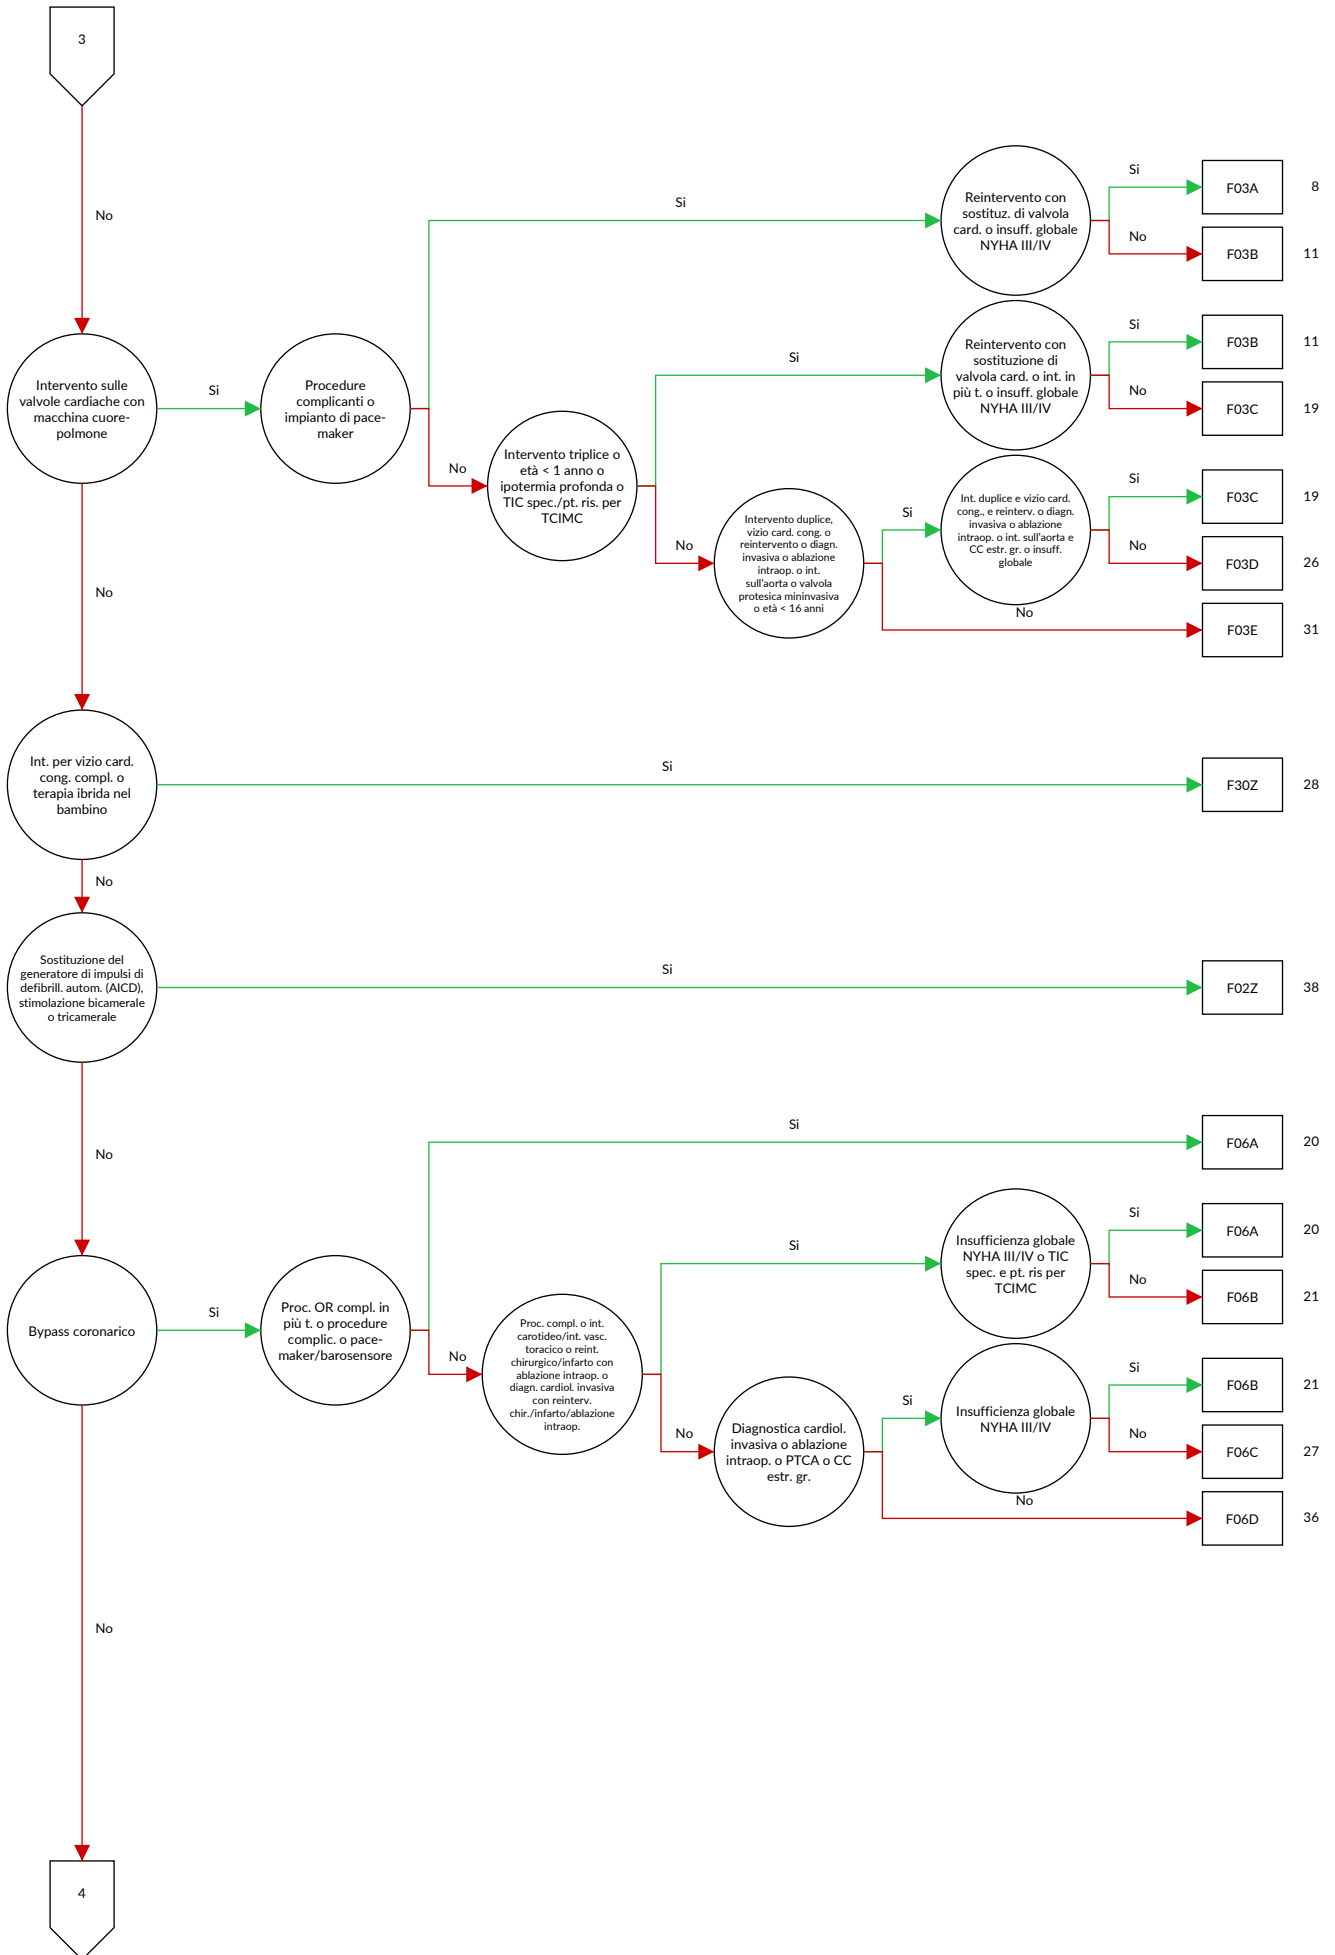 3
No
Si
Reintervento con
sostituz. di valvola
card. o insuff. globale
NYHA III/IV
Si
F03A
8
No
F03B
11
Intervento sulle
valvole cardiache con
macchina cuore-
polmone
Si
Procedure
complicanti o
impianto di pace-
maker
No
Intervento triplice o
età < 1 anno o
ipotermia profonda o
TIC spec./pt. ris. per
TCIMC
Si
Reintervento con
sostituzione di
valvola card. o int. in
più t. o insuff. globale
NYHA III/IV
Si
F03B
11
No
F03C
19
No
Intervento duplice,
vizio card. cong. o
reintervento o diagn.
invasiva o ablazione
intraop. o int.
sull'aorta o valvola
protesica mininvasiva
o età < 16 anni
Si
Int. duplice e vizio card.
cong., e reinterv. o diagn.
invasiva o ablazione
intraop. o int. sull'aorta e
CC estr. gr. o insuff.
globale
Si
F03C
19
No
F03D
26
No
F03E
31
No
Int. per vizio card.
cong. compl. o
terapia ibrida nel
bambino
Si
F30Z
28
No
Sostituzione del
generatore di impulsi di
defibrill. autom. (AICD),
stimolazione bicamerale
o tricamerale
Si
F02Z
38
No
Bypass coronarico
Si
Proc. OR compl. in
più t. o procedure
complic. o pace-
maker/barosensore
Si
F06A
20
No
Proc. compl. o int.
carotideo/int. vasc.
toracico o reint.
chirurgico/infarto con
ablazione intraop. o
diagn. cardiol. invasiva
con reinterv.
chir./infarto/ablazione
intraop.
Si
Insufficienza globale
NYHA III/IV o TIC
spec. e pt. ris per
TCIMC
Si
F06A
20
No
F06B
21
No
Diagnostica cardiol.
invasiva o ablazione
intraop. o PTCA o CC
estr. gr.
Si
Insufficienza globale
NYHA III/IV
Si
F06B
21
No
F06C
27
No
F06D
36
No
4